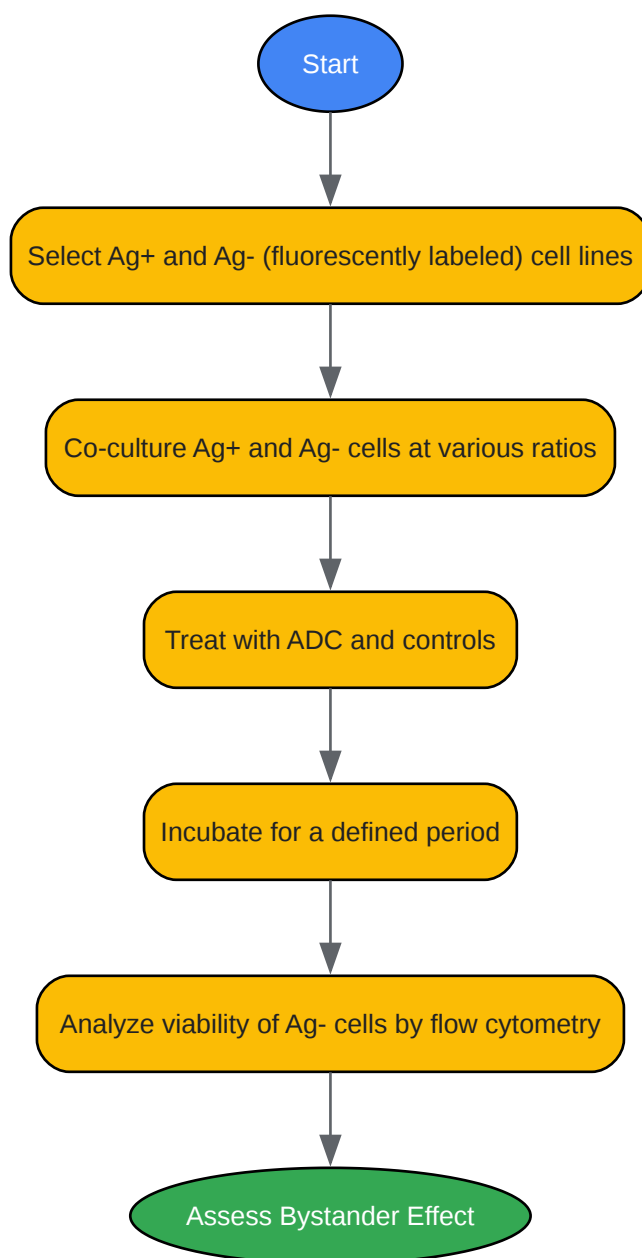 Start
Select Ag+ and Ag- (fluorescently labeled) cell lines
Co-culture Ag+ and Ag- cells at various ratios
Treat with ADC and controls
Incubate for a defined period
Analyze viability of Ag- cells by flow cytometry
Assess Bystander Effect